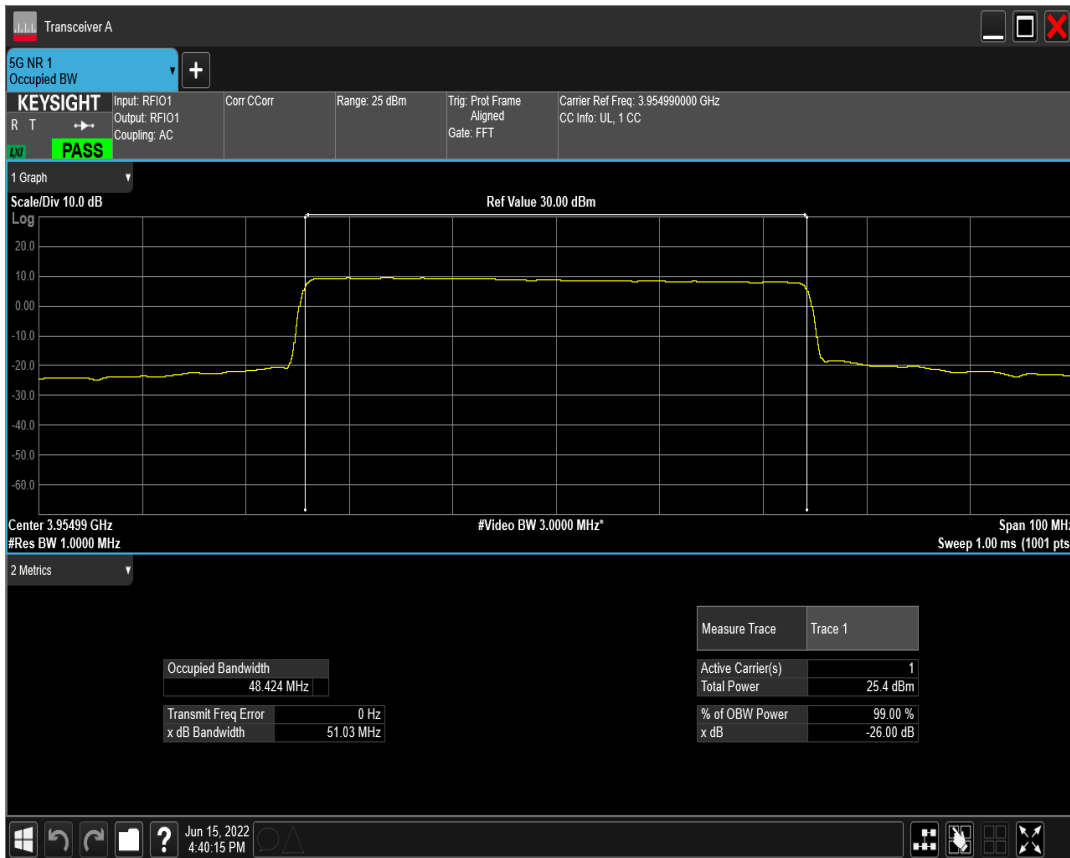 Transceiver A
5G NR 1
Occupied BW
+
KEYSIGHT
R T
LXI
PASS
Input: RFIO1
Output: RFIO1
Coupling: AC
Corr CCorr
Range: 25 dBm
Trig: Prot Frame
Aligned
Gate: FFT
Carrier Ref Freq: 3.954990000 GHz
CC Info: UL, 1 CC
1 Graph
Scale/Div 10.0 dB
Ref Value 30.00 dBm
Log
20.0
10.0
0.00
-10.0
-20.0
-30.0
-40.0
-50.0
-60.0
Center 3.95499 GHz
#Video BW 3.0000 MHz*
Span 100 MHz
#Res BW 1.0000 MHz
Sweep 1.00 ms (1001 pts
2 Metrics
Measure Trace Trace 1
Occupied Bandwidth
48.424 MHz
Active Carrier(s) 1
Total Power 25.4 dBm
Transmit Freq Error 0 Hz
x dB Bandwidth 51.03 MHz
% of OBW Power 99.00 %
x dB -26.00 dB
?
Jun 15, 2022
4:40:15 PM